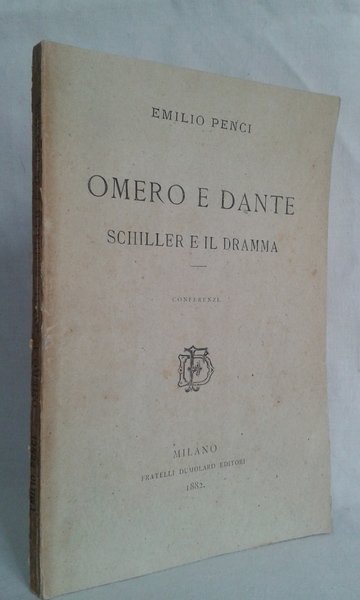 EMILIO PENCI
OMERO E DANTE
SCHILLER E IL DRAMMA
CONFERENZE
MILANO
FRATELLI DUMOLARD EDITORI
1882.